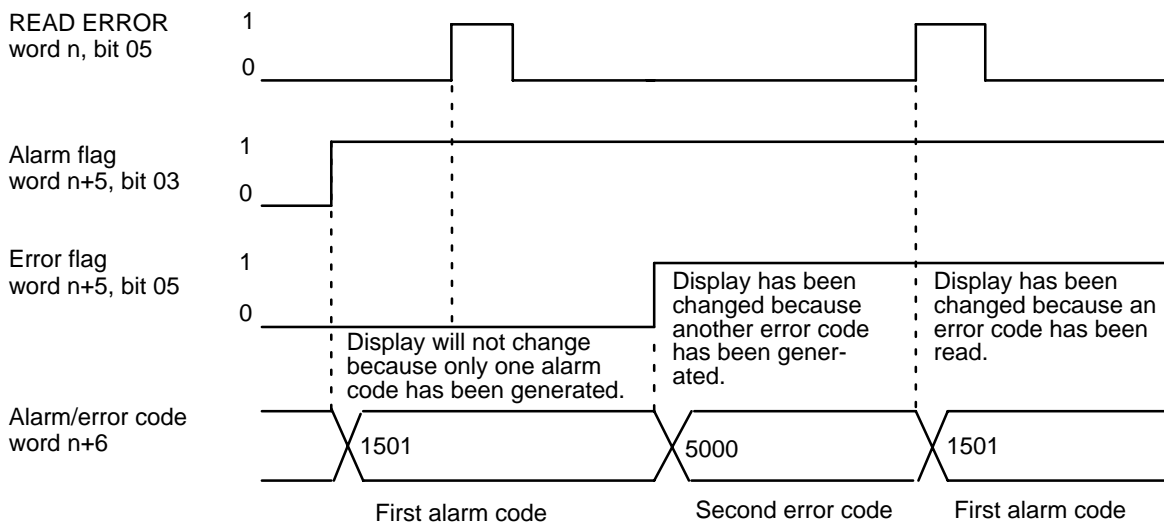 READ ERROR
word n, bit 05
1
0
Alarm flag
word n+5, bit 03
1
0
Error flag
word n+5, bit 05
1
0
Display will not change
because only one alarm
code has been generated.
Display has been
changed because
another error code
has been gener-
ated.
Display has been
changed because an
error code has been
read.
Alarm/error code
word n+6
1501
5000
1501
First alarm code
Second error code
First alarm code